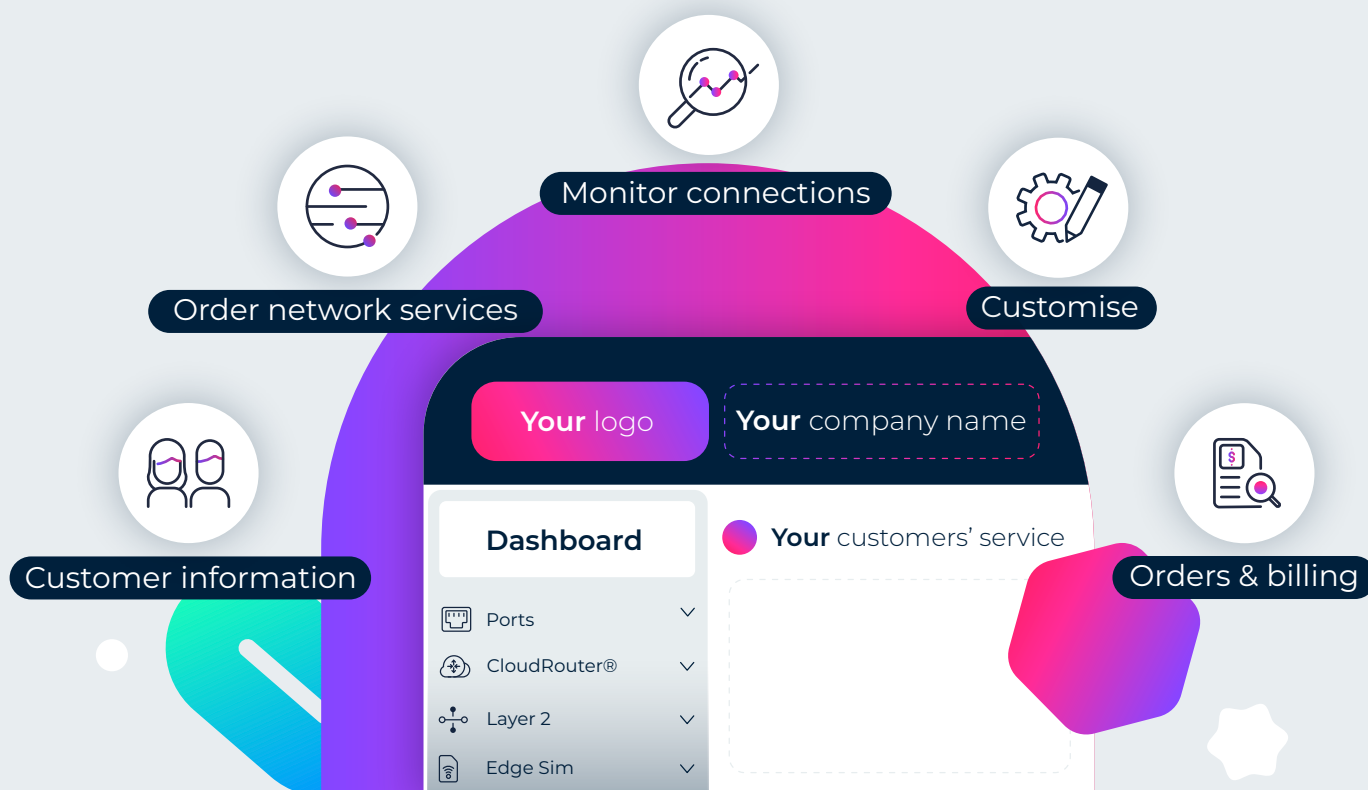 Monitor connections
Order network services
Customise
Customer information
Orders & billing
Your logo
Your company name
Dashboard
Your customers’ service
Ports
CloudRouter®
Layer 2
Edge Sim
$